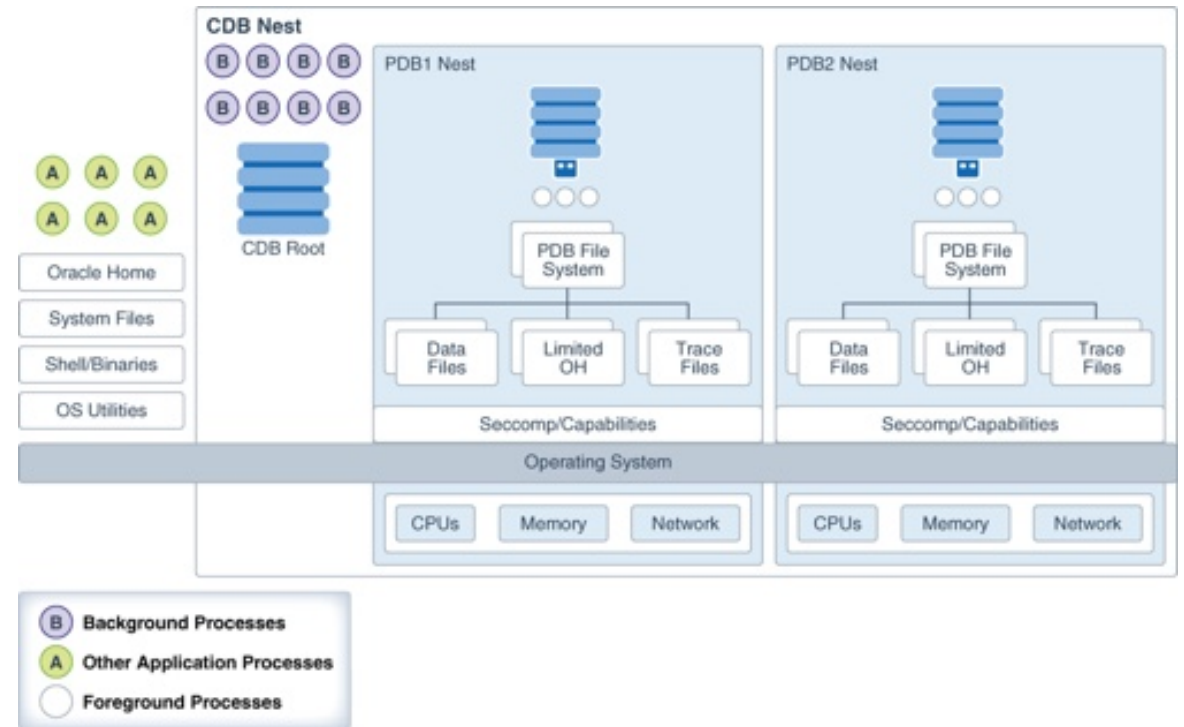 CDB Nest
B B B B
PDB1 Nest
PDB2 Nest
B B B B
A A A
A A A
CDB Root
Oracle Home
System Files
Shell/Binaries
OS Utilities
PDB File
System
Data
Files
Limited
OH
Trace
Files
Seccomp/Capabilities
PDB File
System
Data
Files
Limited
OH
Trace
Files
Seccomp/Capabilities
Operating System
CPUs
Memory
Network
CPUs
Memory
Network
B Background Processes
A Other Application Processes
Foreground Processes